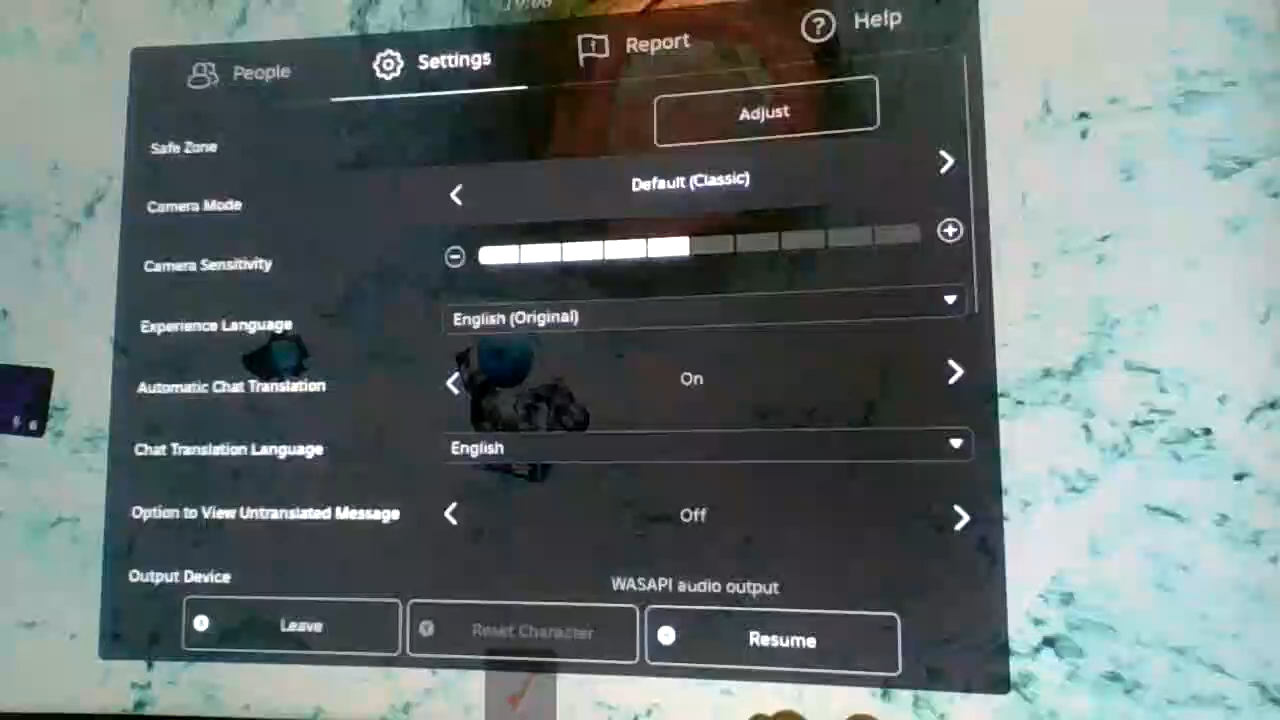 People
Settings
Report
Help
Safe Zone
Adjust
Camera Mode
Default (Classic)
Camera Sensitivity
Experience Language
English (Original)
Automatic Chat Translation
On
Chat Translation Language
English
Option to View Untranslated Message
Off
Output Device
WASAPI audio output
Leave
Reset Character
Resume